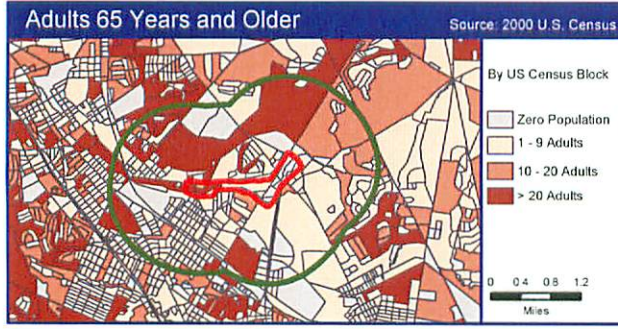 Adults 65 Years and Older
Source: 2000 U.S. Census
By US Census Block
Zero Population
1 - 9 Adults
10 - 20 Adults
> 20 Adults
0 0.4 0.8 1.2
Miles